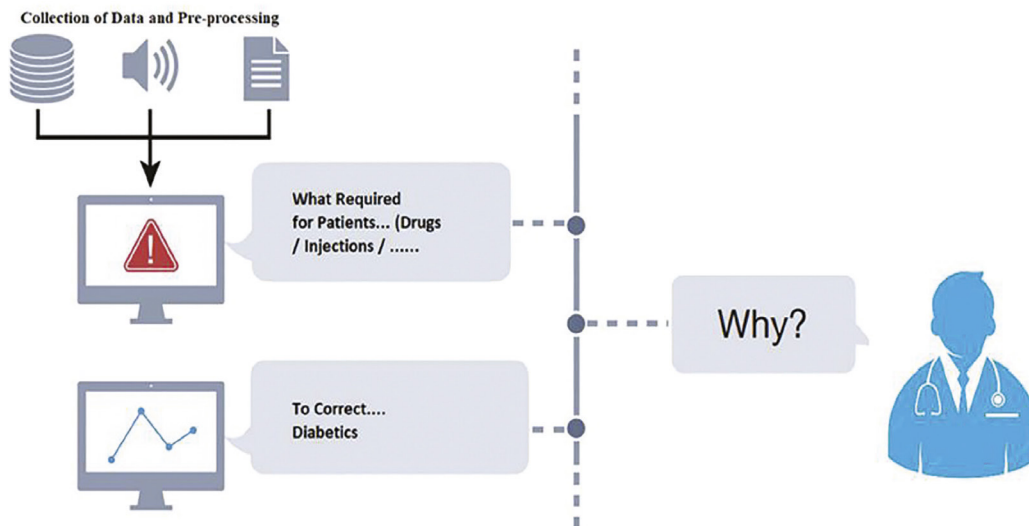 Collection of Data and Pre-processing
What Required
for Patients... (Drugs
/ Injections / ......
Why?
To Correct....
Diabetics